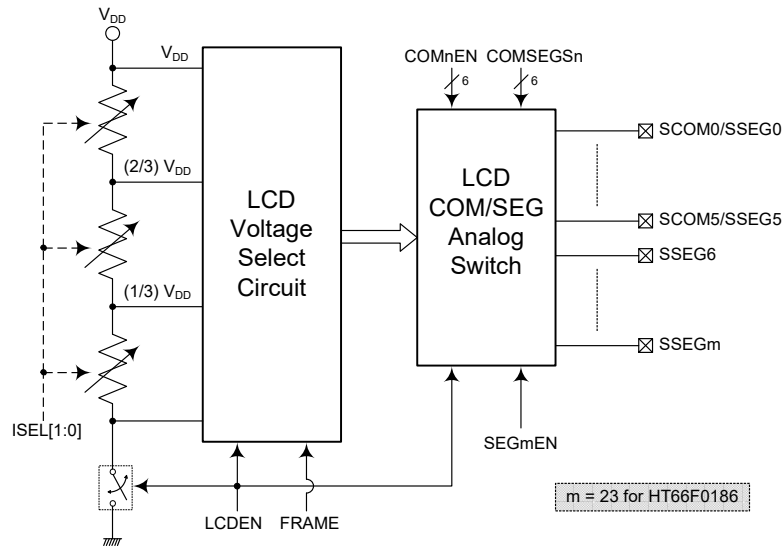 VDD
VDD
(2/3) VDD
(1/3) VDD
ISEL[1:0]
LCD
Voltage
Select
Circuit
LCDEN
FRAME
COMnEN
COMSEGSn
6
6
LCD
COM/SEG
Analog
Switch
SEGmEN
SCOM0/SSEG0
SCOM5/SSEG5
SSEG6
SSEGm
m = 23 for HT66F0186